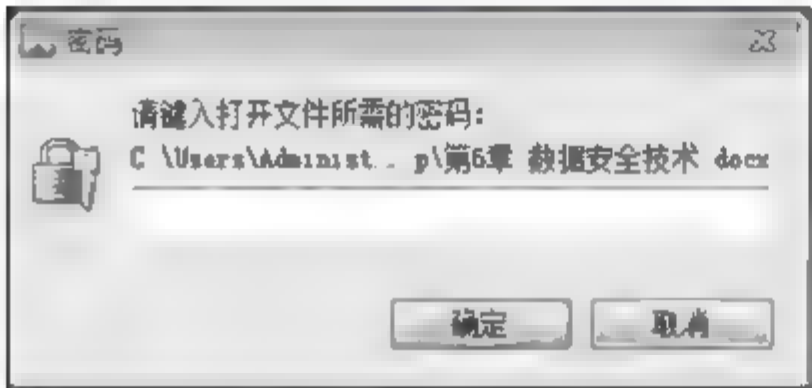 密码
请键入打开文件所需的密码：
C \Users\Administ.. p\第6章 数据安全技术 docx
确定
取消